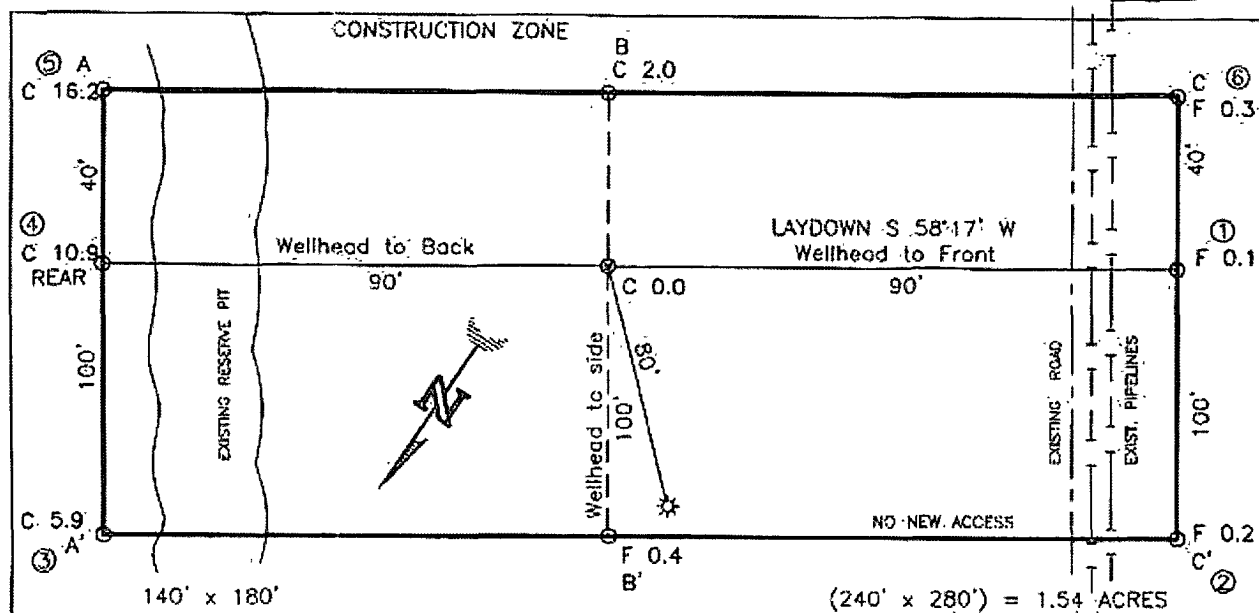 CONSTRUCTION ZONE
⑤ A
C 16.2
B
C 2.0
C ⑥
F 0.3
40'
40'
④
C 10.9
REAR
Wellhead to Back
90'
LAYDOWN S 58°17' W
Wellhead to Front
90'
①
F 0.1
C 0.0
100'
EXISTING RESERVE PIT
N
Wellhead to side
100'
80'
EXISTING ROAD
EXIST. PIPELINES
100'
C 5.9
③ A'
F 0.4
B'
NO NEW ACCESS
F 0.2
C'
②
140' x 180'
(240' x 280') = 1.54 ACRES